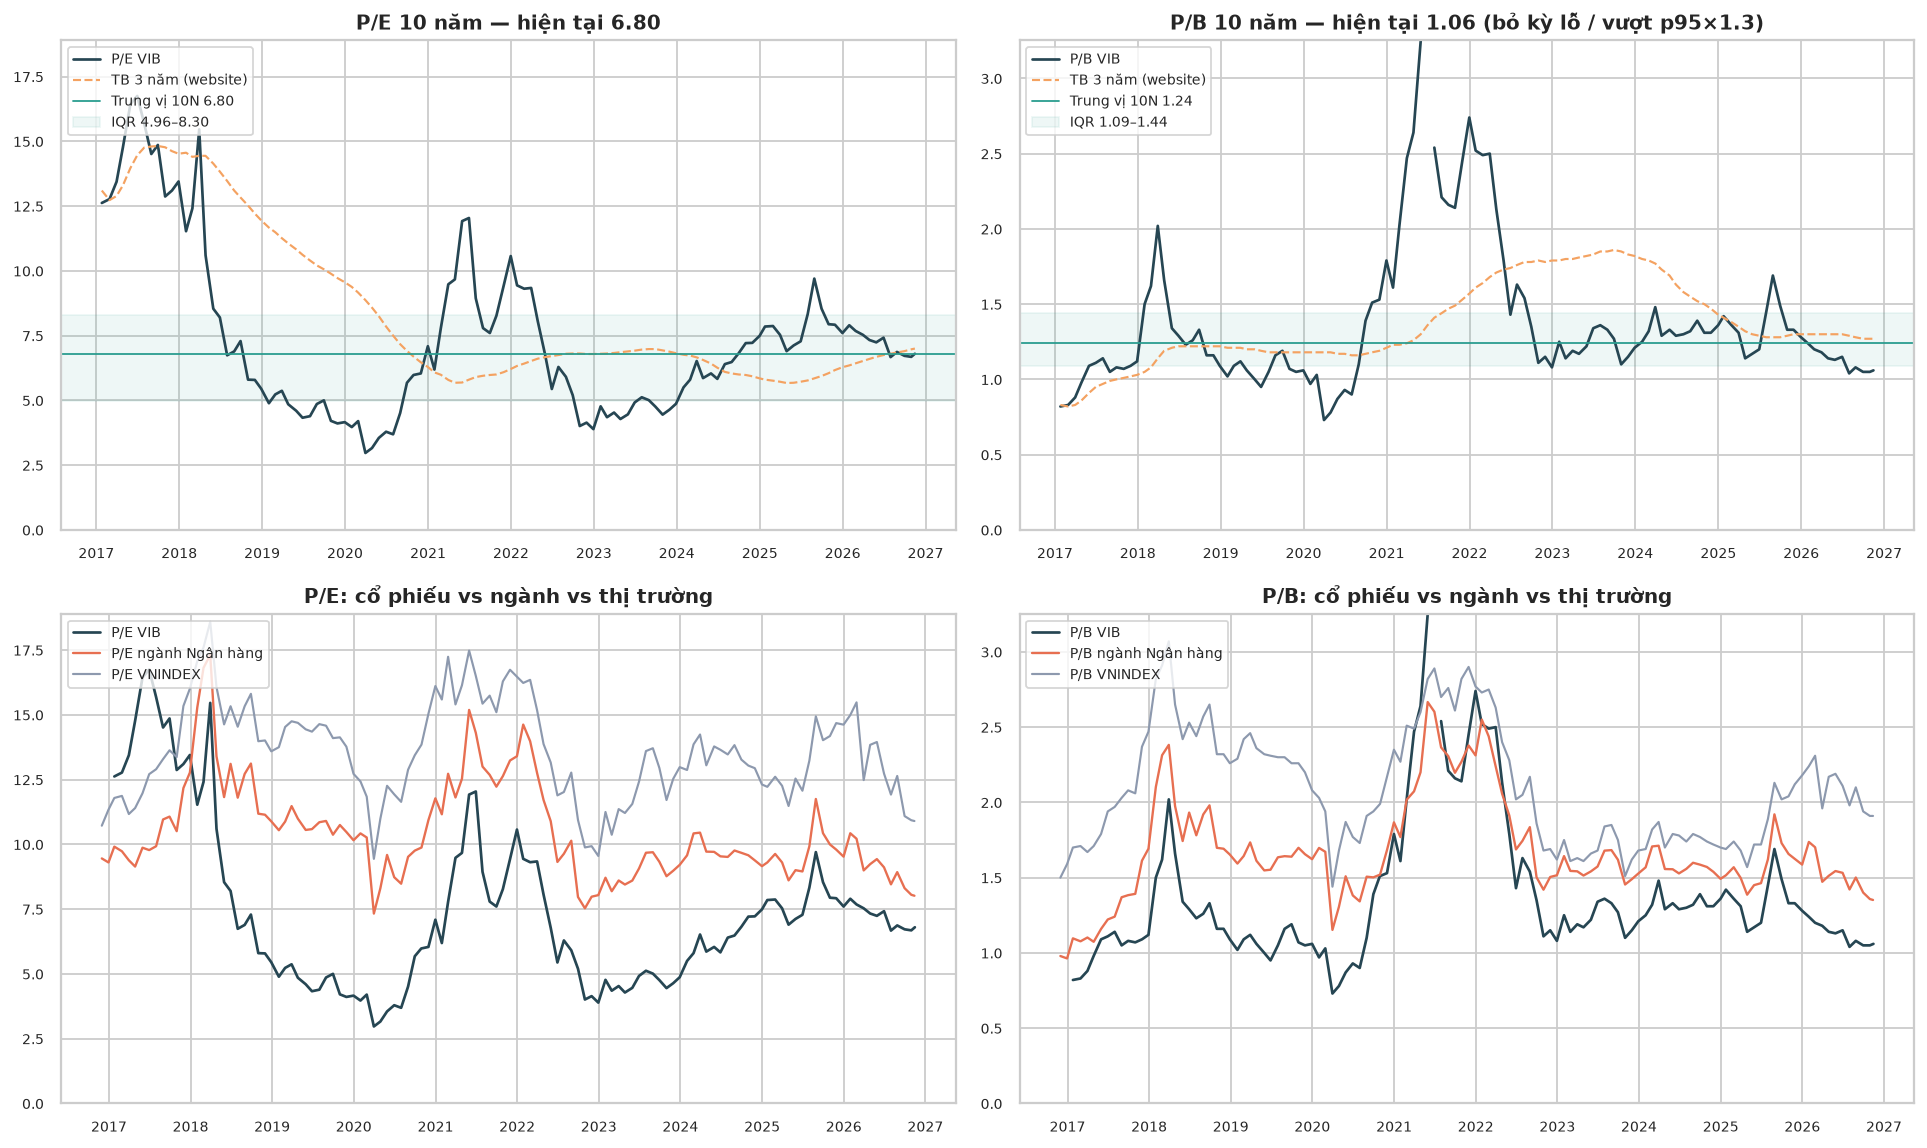 P/E 10 năm — hiện tại 6.80
P/E VIB
TB 3 năm (website)
Trung vị 10N 6.80
IQR 4.96–8.30
17.5
15.0
12.5
10.0
7.5
5.0
2.5
0.0
2017 2018 2019 2020 2021 2022 2023 2024 2025 2026 2027
P/B 10 năm — hiện tại 1.06 (bỏ kỳ lỗ / vượt p95×1.3)
P/B VIB
TB 3 năm (website)
Trung vị 10N 1.24
IQR 1.09–1.44
3.0
2.5
2.0
1.5
1.0
0.5
0.0
2017 2018 2019 2020 2021 2022 2023 2024 2025 2026 2027
P/E: cổ phiếu vs ngành vs thị trường
P/E VIB
P/E ngành Ngân hàng
P/E VNINDEX
17.5
15.0
12.5
10.0
7.5
5.0
2.5
0.0
2017 2018 2019 2020 2021 2022 2023 2024 2025 2026 2027
P/B: cổ phiếu vs ngành vs thị trường
P/B VIB
P/B ngành Ngân hàng
P/B VNINDEX
3.0
2.5
2.0
1.5
1.0
0.5
0.0
2017 2018 2019 2020 2021 2022 2023 2024 2025 2026 2027